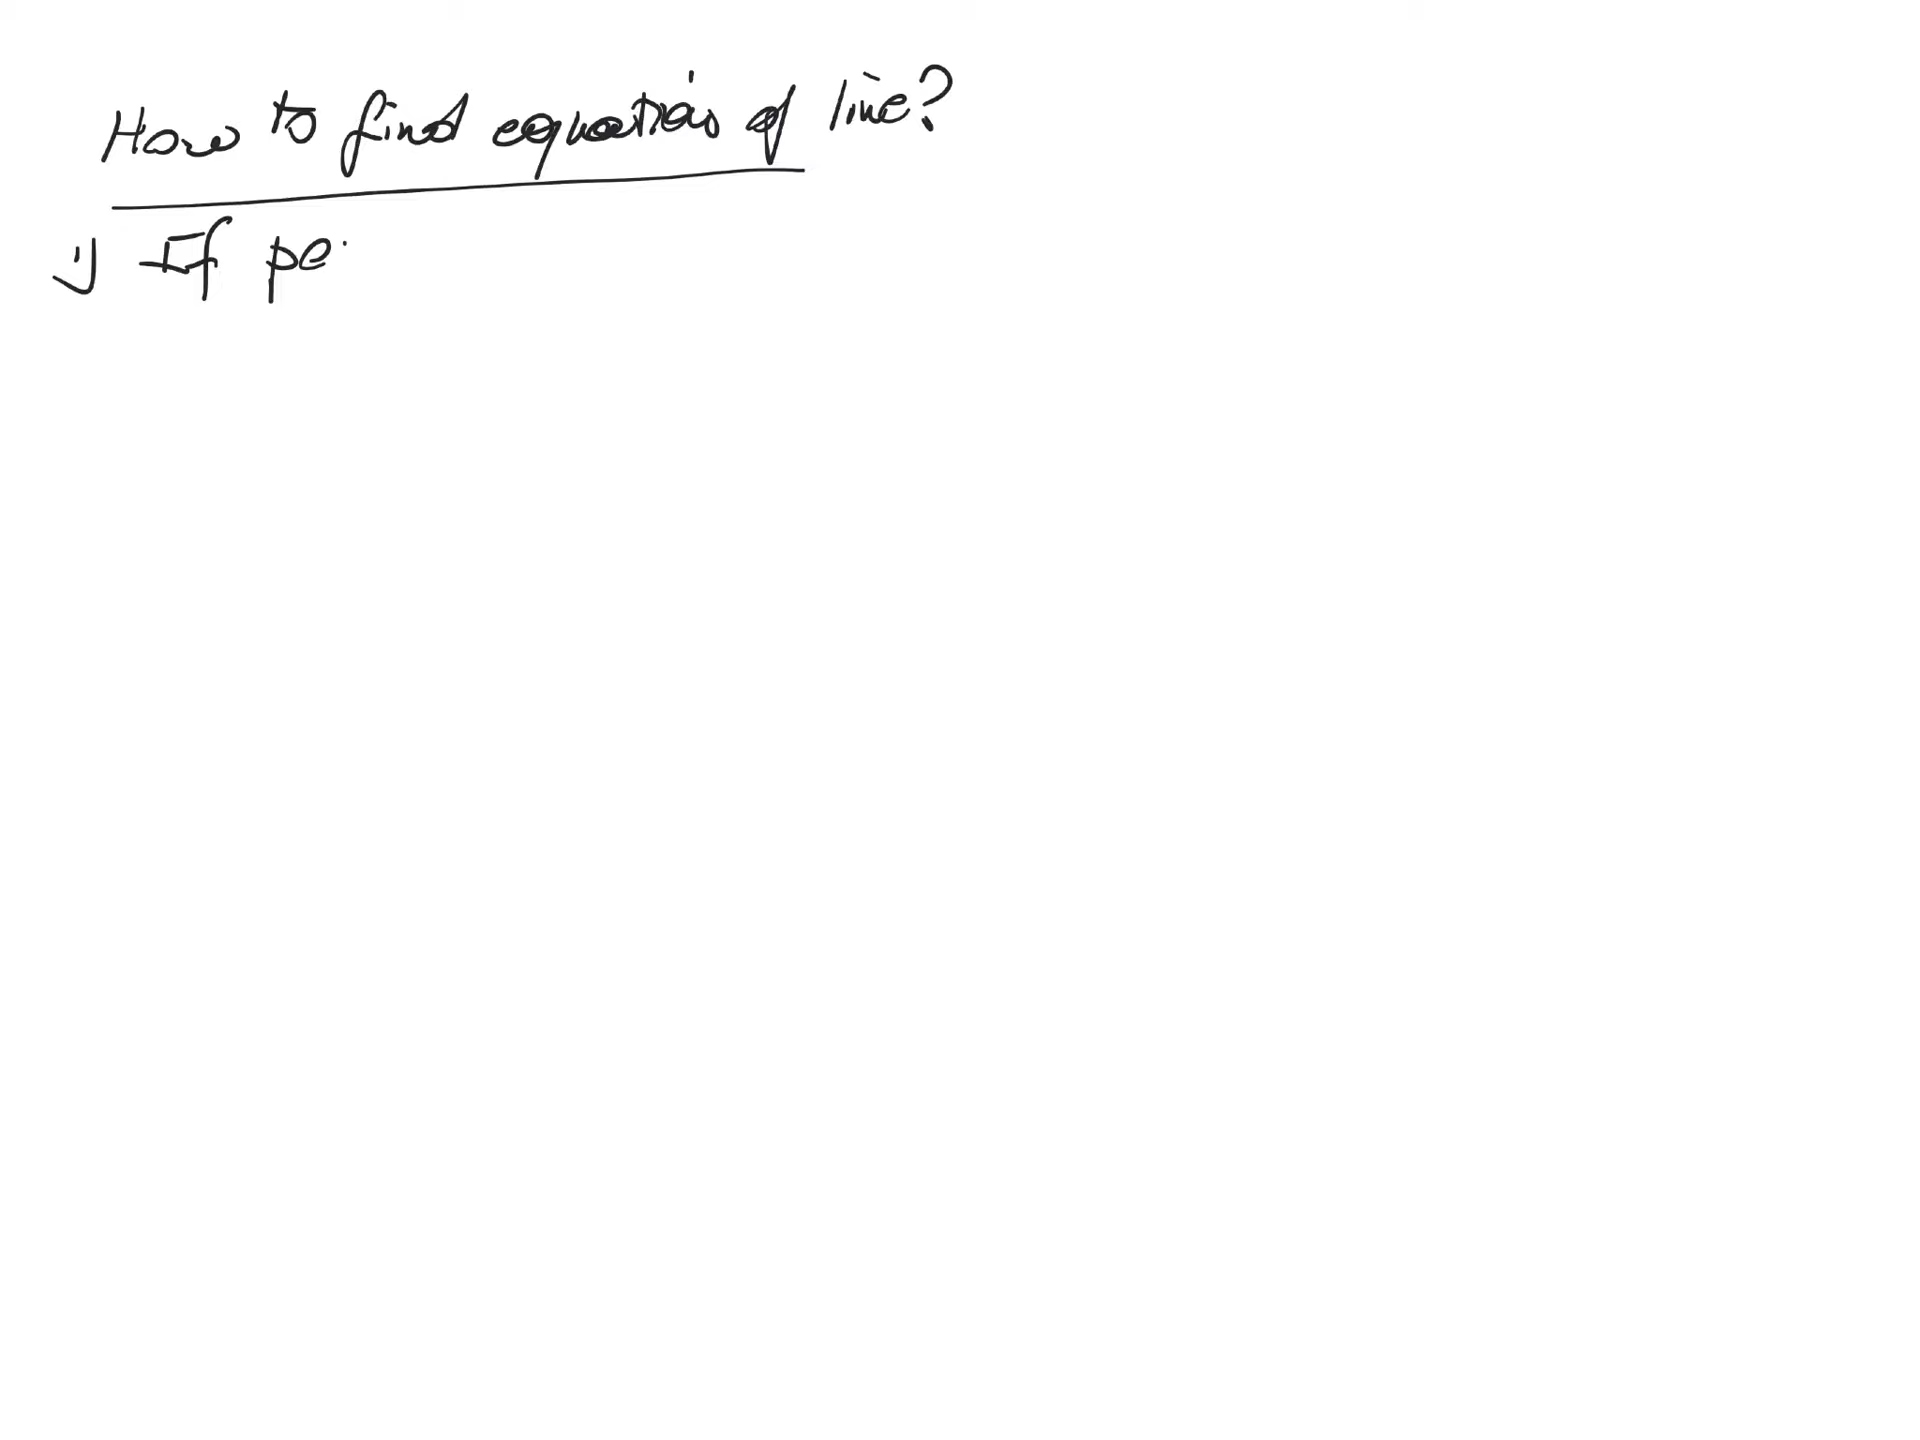 How to find equation of line?
i) If pe